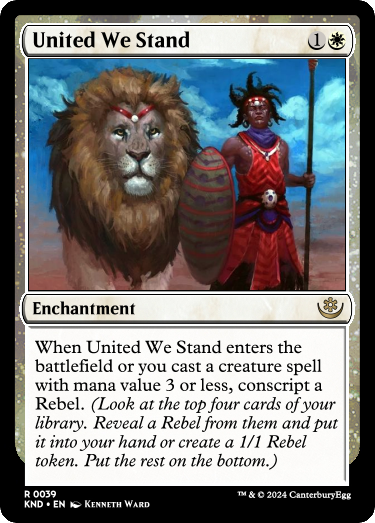 United We Stand 1
Enchantment
When United We Stand enters the
battlefield or you cast a creature spell
with mana value 3 or less, conscript a
Rebel. (Look at the top four cards of your
library. Reveal a Rebel from them and put
it into your hand or create a 1/1 Rebel
token. Put the rest on the bottom.)
R 0039
KND • EN Kenneth Ward
™ & © 2024 CanterburyEgg